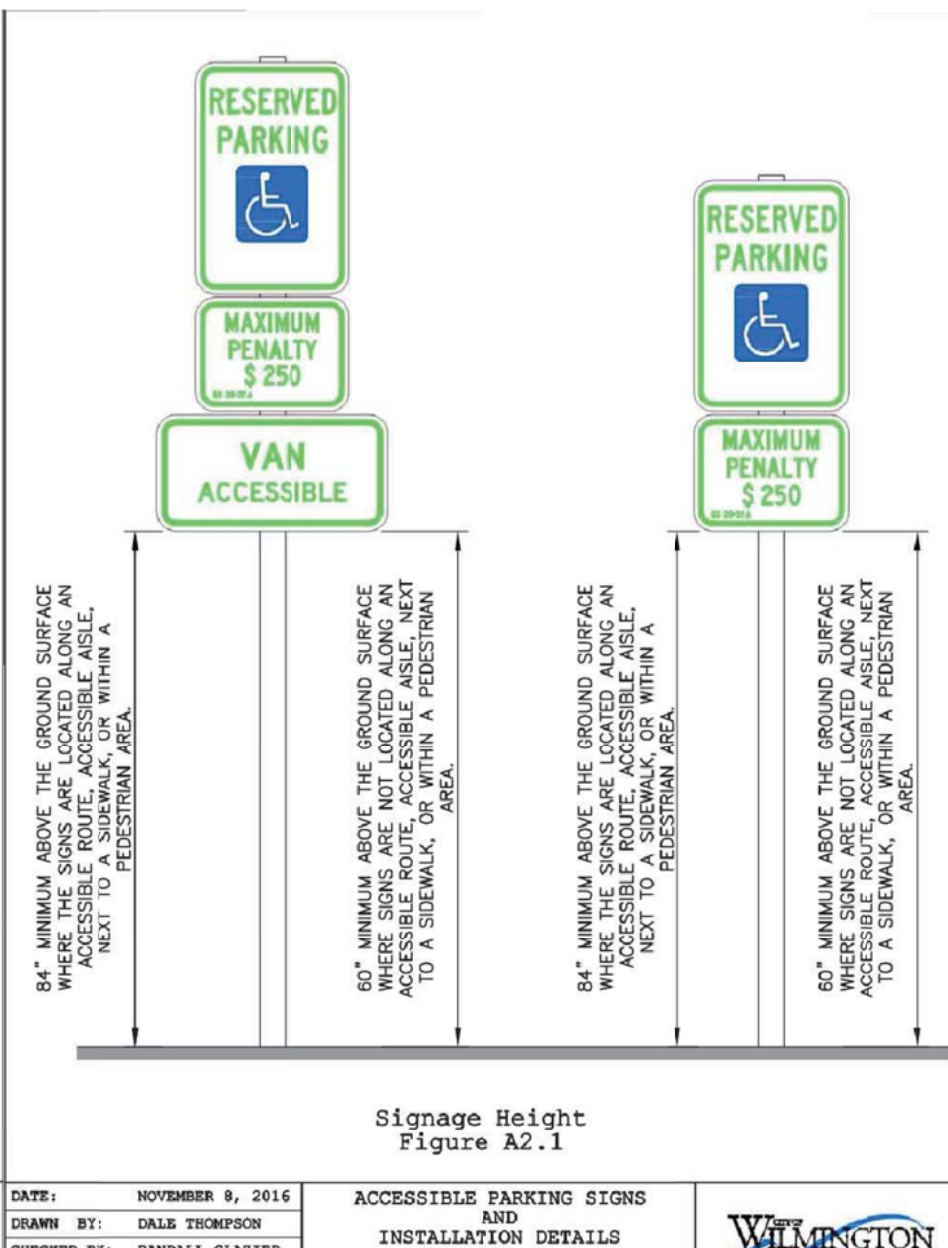 RESERVED
PARKING
MAXIMUM
PENALTY
$ 250
VAN
ACCESSIBLE
RESERVED
PARKING
MAXIMUM
PENALTY
$ 250
84" MINIMUM ABOVE THE GROUND SURFACE
WHERE THE SIGNS ARE LOCATED ALONG AN
ACCESSIBLE ROUTE, ACCESSIBLE AISLE,
NEXT TO A SIDEWALK, OR WITHIN A
PEDESTRIAN AREA.
60" MINIMUM ABOVE THE GROUND SURFACE
WHERE SIGNS ARE NOT LOCATED ALONG AN
ACCESSIBLE ROUTE, ACCESSIBLE AISLE, NEXT
TO A SIDEWALK, OR WITHIN A PEDESTRIAN
AREA.
84" MINIMUM ABOVE THE GROUND SURFACE
WHERE THE SIGNS ARE LOCATED ALONG AN
ACCESSIBLE ROUTE, ACCESSIBLE AISLE,
NEXT TO A SIDEWALK, OR WITHIN A
PEDESTRIAN AREA.
60" MINIMUM ABOVE THE GROUND SURFACE
WHERE SIGNS ARE NOT LOCATED ALONG AN
ACCESSIBLE ROUTE, ACCESSIBLE AISLE, NEXT
TO A SIDEWALK, OR WITHIN A PEDESTRIAN
AREA.
Signage Height
Figure A2.1
DATE: NOVEMBER 8, 2016
DRAWN BY: DALE THOMPSON
CHECKED BY: RANDALL GLAZIER
ACCESSIBLE PARKING SIGNS
AND
INSTALLATION DETAILS
WILMINGTON